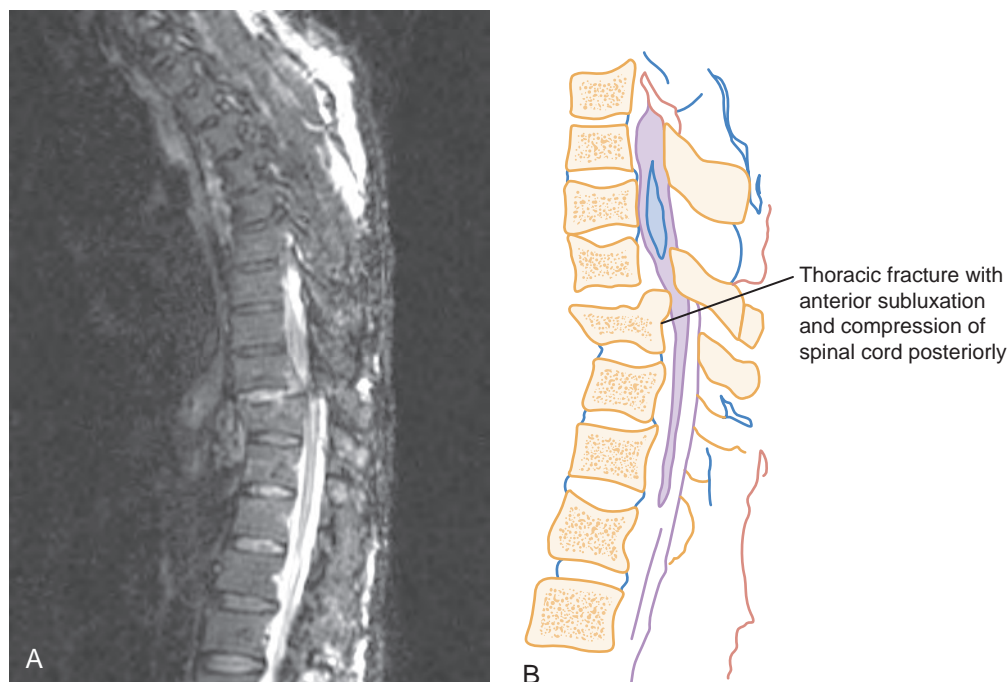 Thoracic fracture with
anterior subluxation
and compression of
spinal cord posteriorly
A
B